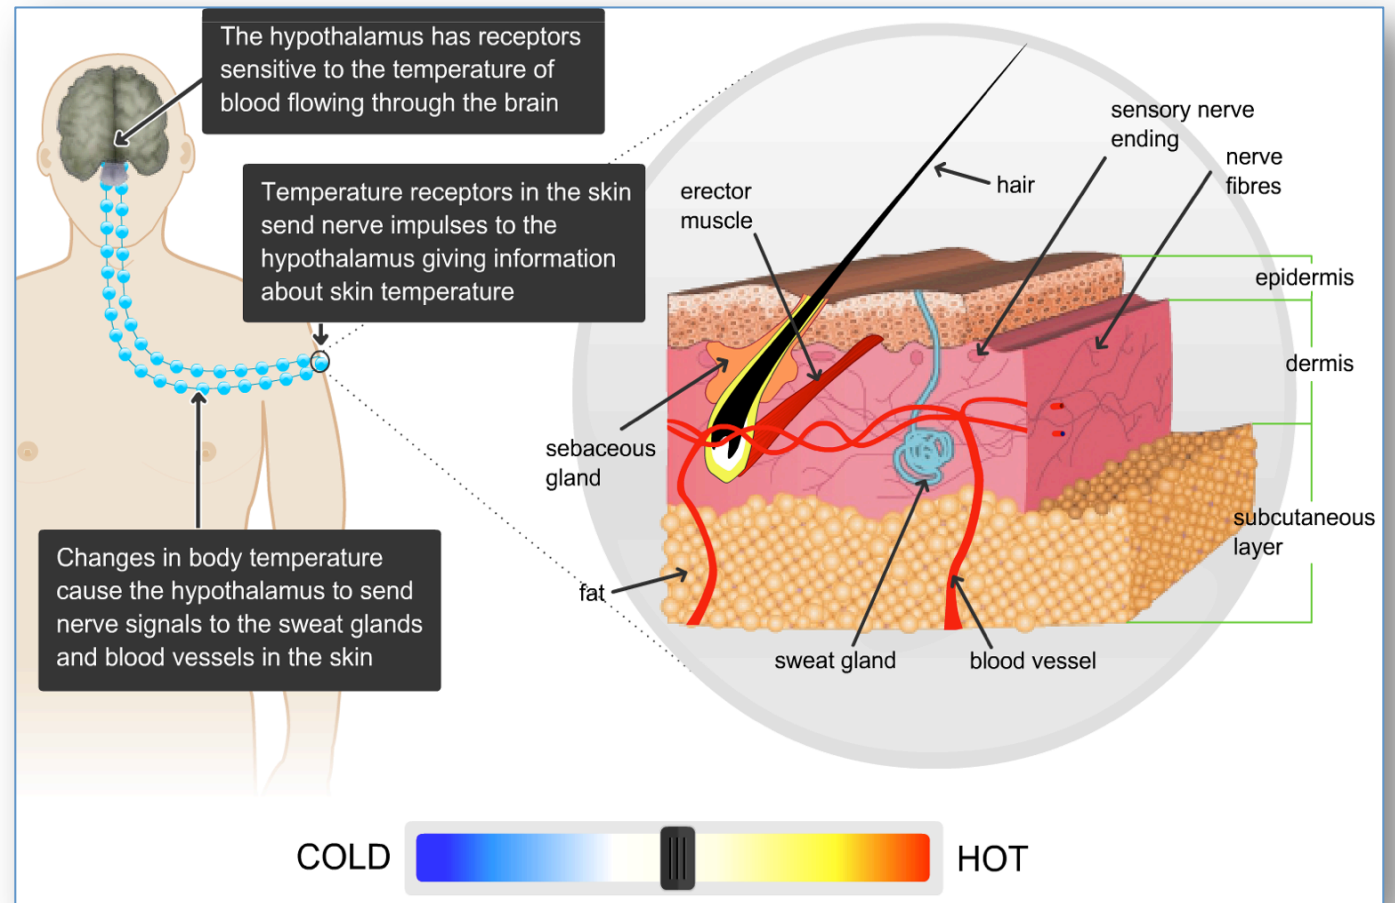 The hypothalamus has receptors
sensitive to the temperature of
blood flowing through the brain
Temperature receptors in the skin
send nerve impulses to the
hypothalamus giving information
about skin temperature
Changes in body temperature
cause the hypothalamus to send
nerve signals to the sweat glands
and blood vessels in the skin
sensory nerve
ending
nerve
fibres
hair
erector
muscle
epidermis
dermis
sebaceous
gland
subcutaneous
layer
fat
sweat gland
blood vessel
COLD
HOT